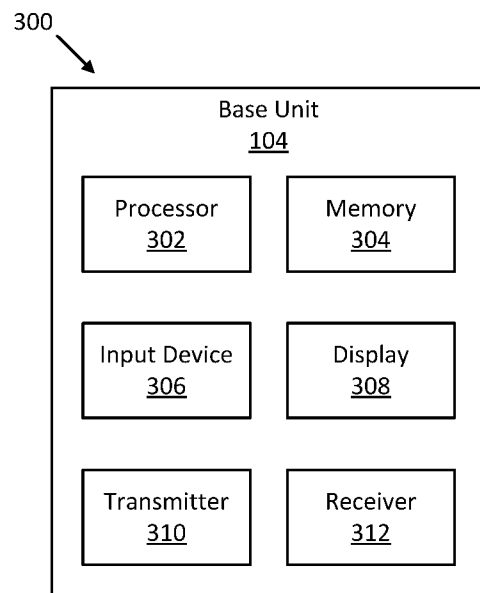 300
Base Unit
104
Processor
302
Memory
304
Input Device
306
Display
308
Transmitter
310
Receiver
312